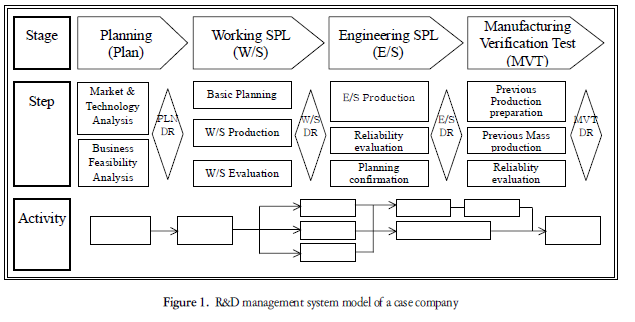 Stage
Planning
(Plan)
Working SPL
(W/S)
Engineering SPL
(E/S)
Manufacturing
Verification Test
(MVT)
Step
Market &
Technology
Analysis
Business
Feasibility
Analysis
PLN
DR
Basic Planning
W/S Production
W/S Evaluation
W/S
DR
E/S Production
Reliability
evaluation
Planning
confirmation
E/S
DR
Previous
Production
preparation
Previous Mass
production
Reliablity
evaluation
MVT
DR
Activity
Figure 1. R&D management system model of a case company